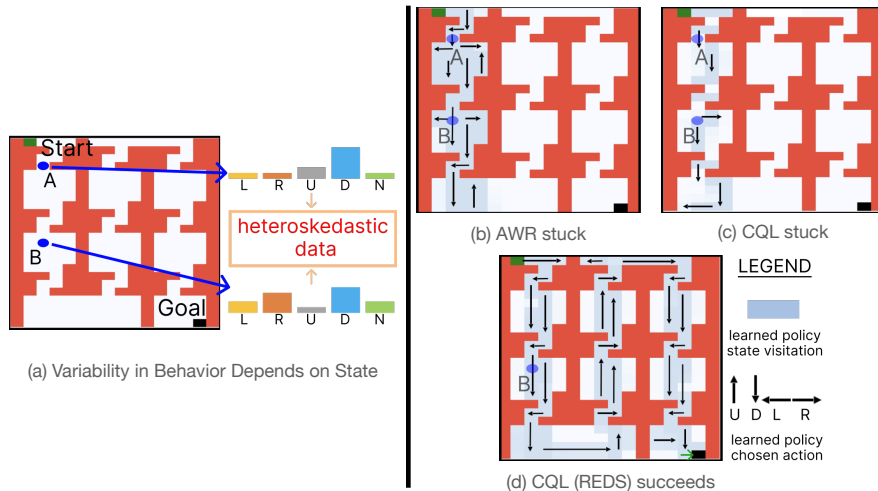 Start
A
B
Goal
L R U D N
heteroskedastic
data
L R U D N
(a) Variability in Behavior Depends on State
A
B
(b) AWR stuck
A
B
(c) CQL stuck
B
(d) CQL (REDS) succeeds
LEGEND
learned policy
state visitation
U D L R
learned policy
chosen action